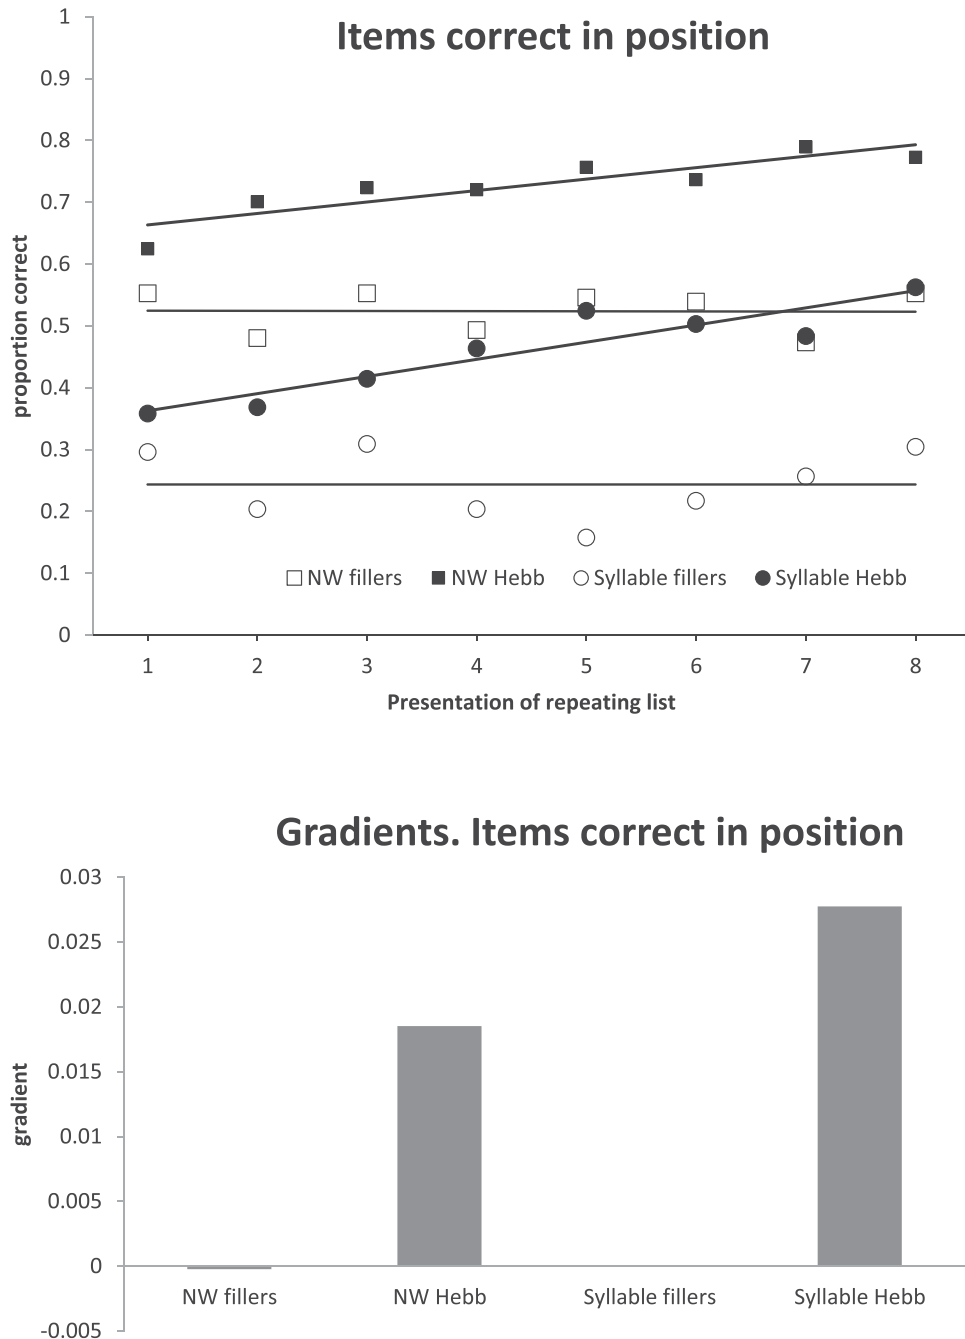 Items correct in position
1
0.9
0.8
0.7
0.6
0.5
0.4
0.3
0.2
0.1
0
proportion correct
NW fillers NW Hebb Syllable fillers Syllable Hebb
1 2 3 4 5 6 7 8
Presentation of repeating list
Gradients. Items correct in position
0.03
0.025
0.02
0.015
0.01
0.005
0
-0.005
gradient
NW fillers NW Hebb Syllable fillers Syllable Hebb